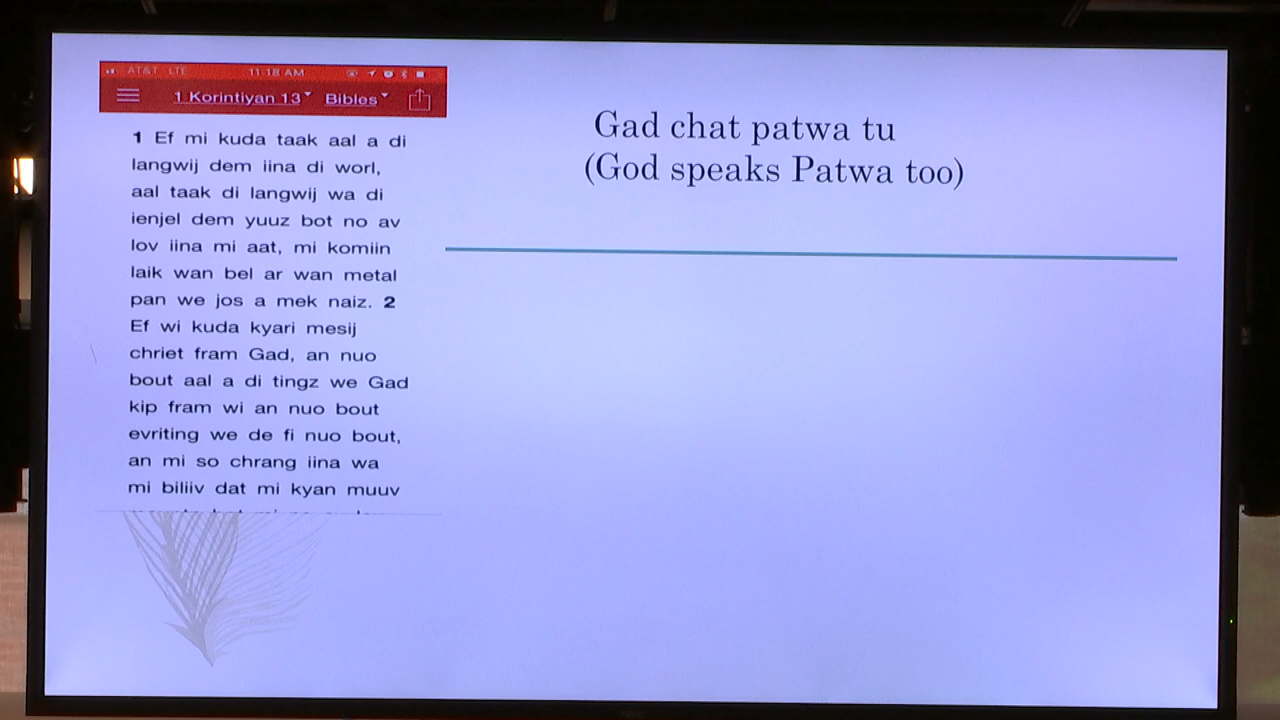 AT&T LTE 11:18 AM
1 Korintiyan 13 Bibles
1 Ef mi kuda taak aal a di
langwij dem iina di worl,
aal taak di langwij wa di
ienjel dem yuuz bot no av
lov iina mi aat, mi komiin
laik wan bel ar wan metal
pan we jos a mek naiz. 2
Ef wi kuda kyari mesij
chriet fram Gad, an nuo
bout aal a di tingz we Gad
kip fram wi an nuo bout
evriting we de fi nuo bout,
an mi so chrang iina wa
mi biliiv dat mi kyan muuv
Gad chat patwa tu
(God speaks Patwa too)